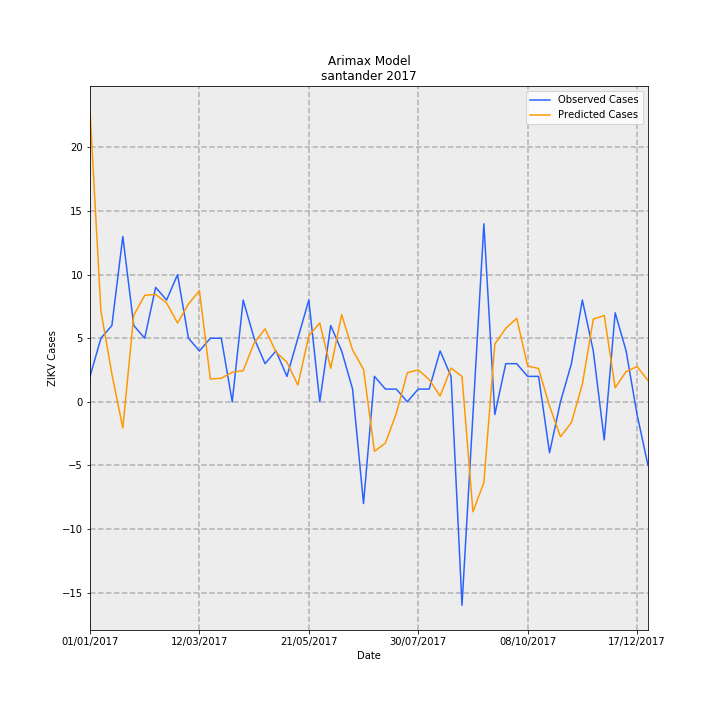 Arimax Model
santander 2017
Observed Cases
Predicted Cases
ZIKV Cases
20
15
10
5
0
−5
−10
−15
01/01/2017 12/03/2017 21/05/2017 30/07/2017 08/10/2017 17/12/2017
Date